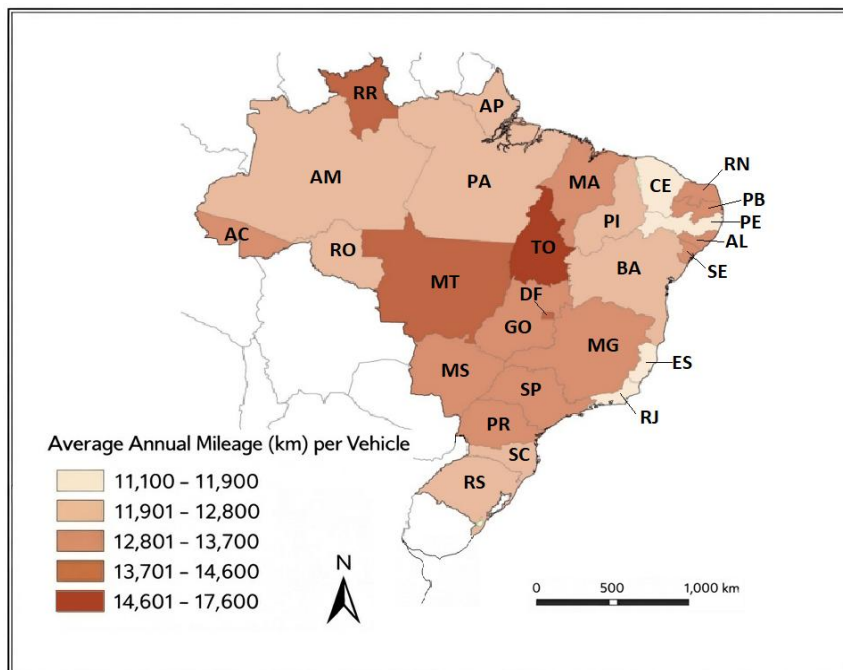 RR
AP
AM
PA
MA
CE
RN
PB
PE
AL
SE
PI
AC
RO
TO
BA
MT
DF
GO
MG
ES
MS
SP
RJ
PR
SC
RS
Average Annual Mileage (km) per Vehicle
11,100 – 11,900
11,901 – 12,800
12,801 – 13,700
13,701 – 14,600
14,601 – 17,600
N
0 500 1,000 km